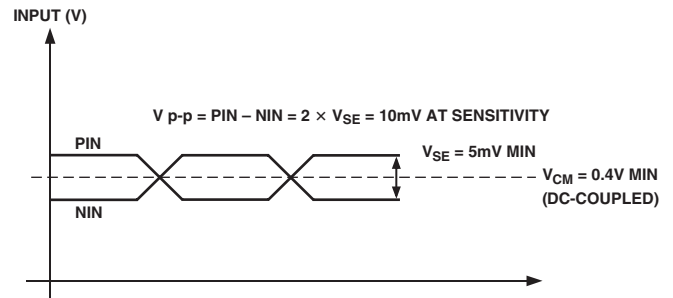 INPUT (V)
V p-p = PIN – NIN = 2 × VSE = 10mV AT SENSITIVITY
PIN
VSE = 5mV MIN
VCM = 0.4V MIN
(DC-COUPLED)
NIN